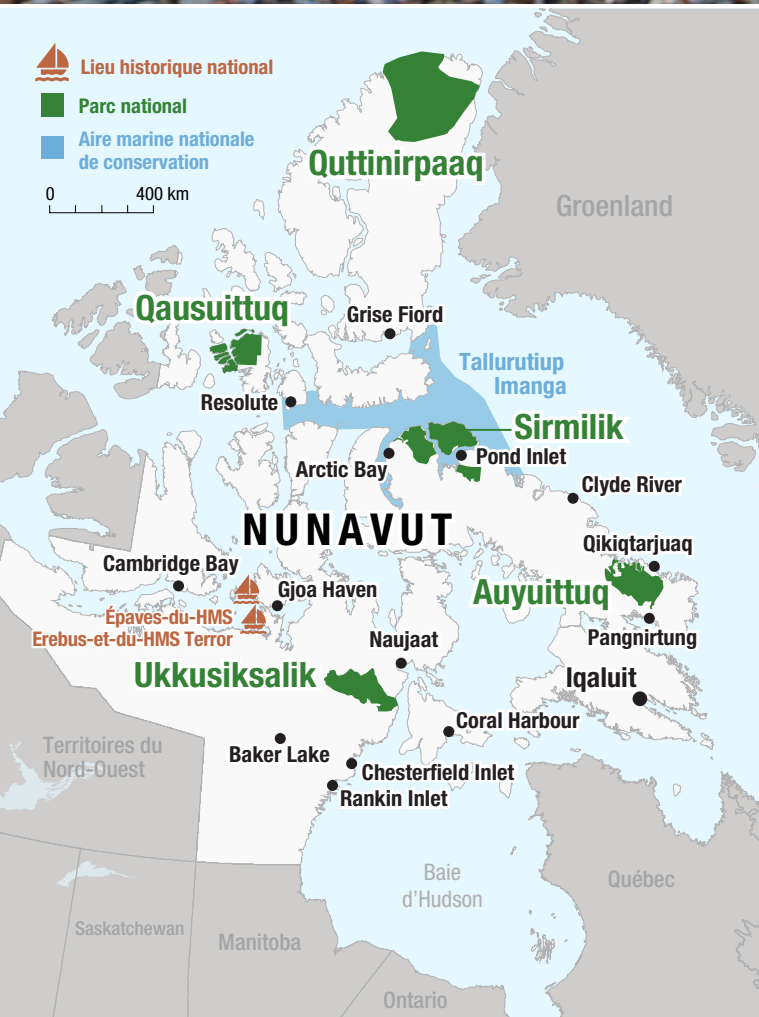 Lieu historique national
Parc national
Aire marine nationale
de conservation
0 400 km
Quttinirpaaq
Groenland
Qausuittuq
Grise Fiord
Tallurutiup
Imanga
Resolute
Sirmilik
Arctic Bay
Pond Inlet
Clyde River
NUNAVUT
Qikiqtarjuaq
Cambridge Bay
Gjoa Haven
Auyuittuq
Épaves-du-HMS
Erebus-et-du-HMS Terror
Naujaat
Pangnirtung
Ukkusiksalik
Iqaluit
Coral Harbour
Territoires du
Nord-Ouest
Baker Lake
Chesterfield Inlet
Rankin Inlet
Baie
d'Hudson
Québec
Saskatchewan
Manitoba
Ontario